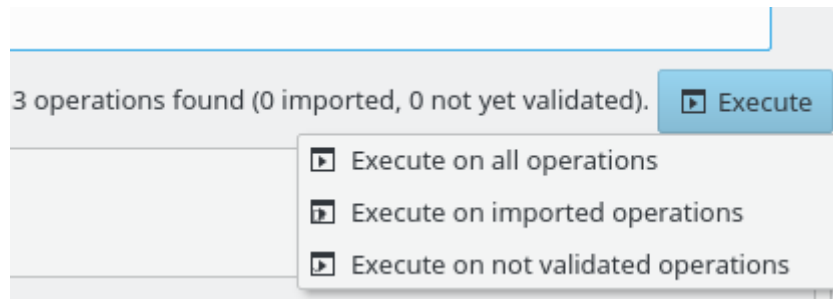 3 operations found (0 imported, 0 not yet validated). Execute
Execute on all operations
Execute on imported operations
Execute on not validated operations